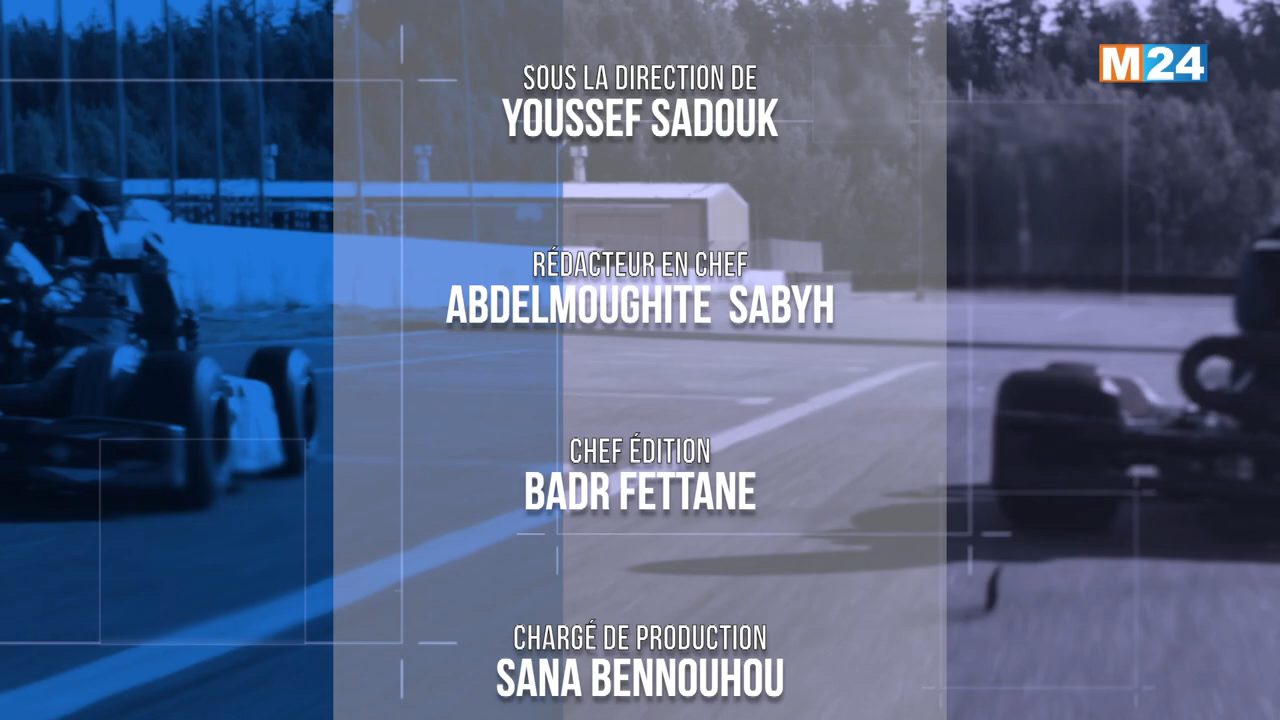 M24
SOUS LA DIRECTION DE
YOUSSEF SADOUK
RÉDACTEUR EN CHEF
ABDELMOUGHITE SABYH
CHEF ÉDITION
BADR FETTANE
CHARGÉ DE PRODUCTION
SANA BENNOUHOU